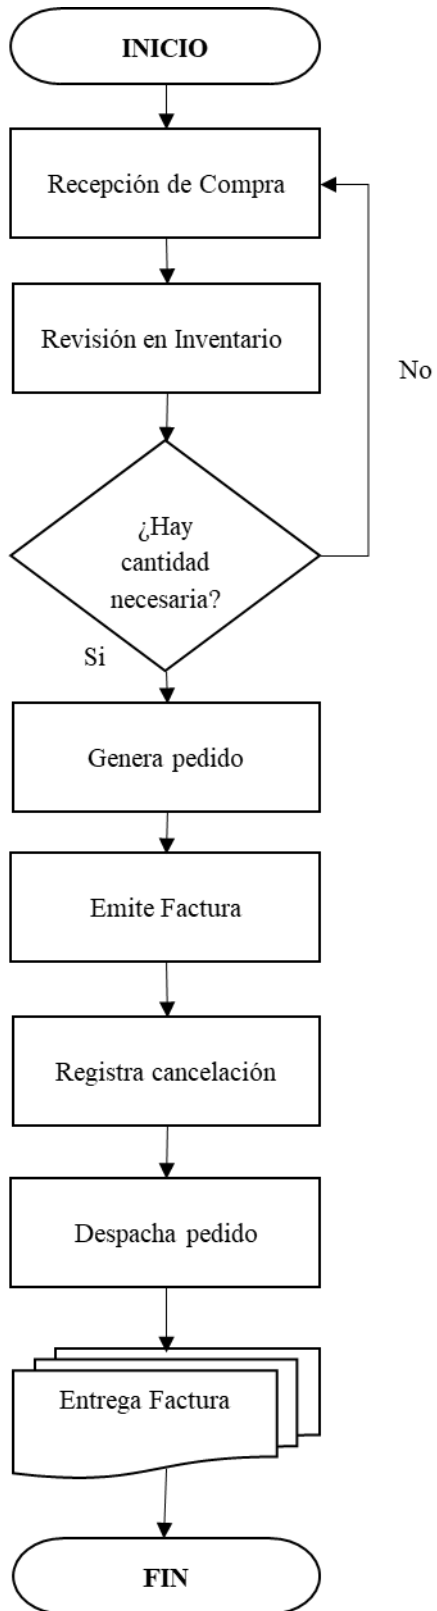 INICIO
Recepción de Compra
Revisión en Inventario
No
¿Hay
cantidad
necesaria?
Si
Genera pedido
Emite Factura
Registra cancelación
Despacha pedido
Entrega Factura
FIN